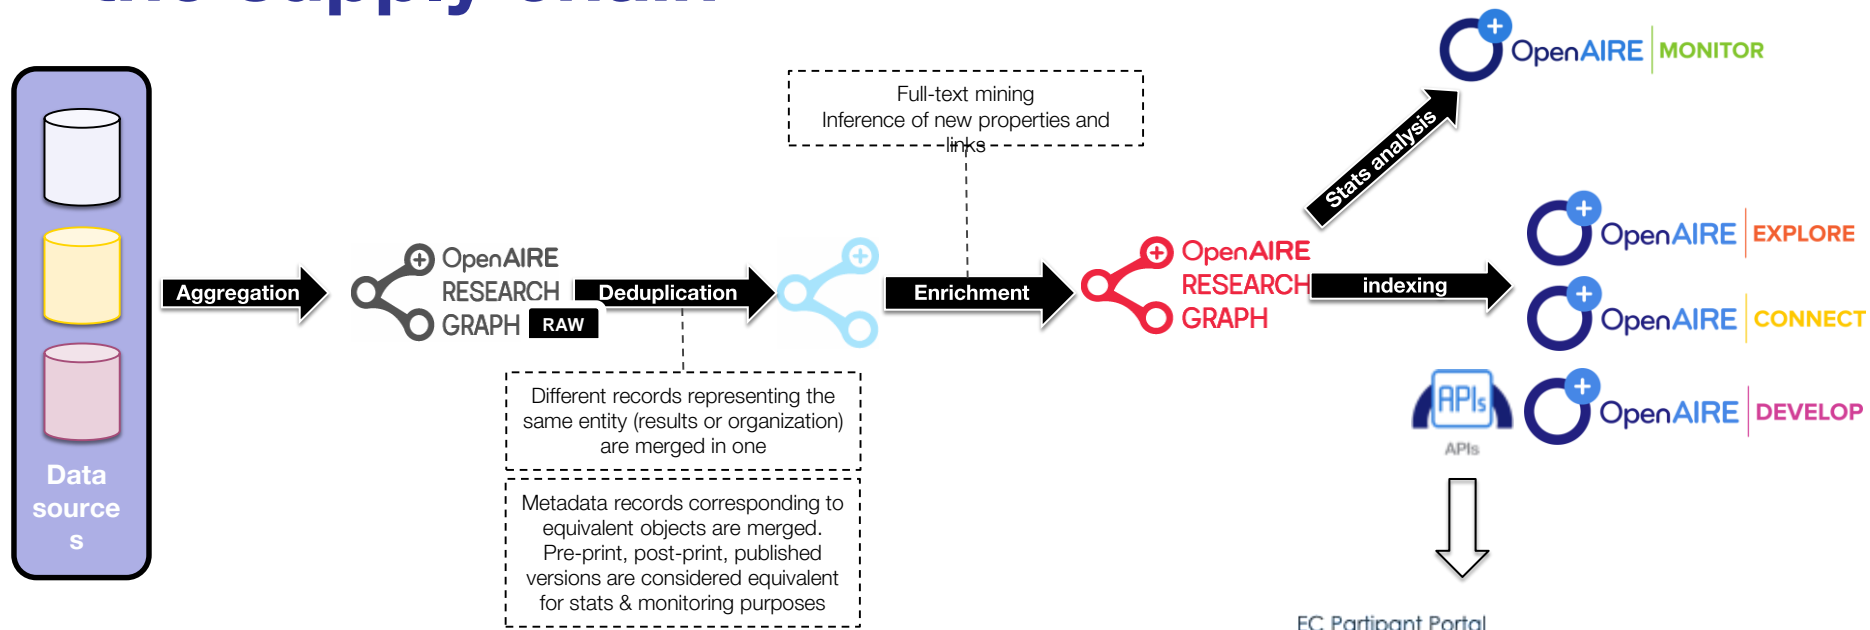 the supply chain
Data
source
s
Aggregation
OpenAIRE
RESEARCH
GRAPH RAW
Deduplication
Different records representing the
same entity (results or organization)
are merged in one
Metadata records corresponding to
equivalent objects are merged.
Pre-print, post-print, published
versions are considered equivalent
for stats & monitoring purposes
Full-text mining
Inference of new properties and
links
Enrichment
OpenAIRE
RESEARCH
GRAPH
Stats analysis
indexing
OpenAIRE MONITOR
OpenAIRE EXPLORE
OpenAIRE CONNECT
APIs
APIs
OpenAIRE DEVELOP
EC Partipant Portal